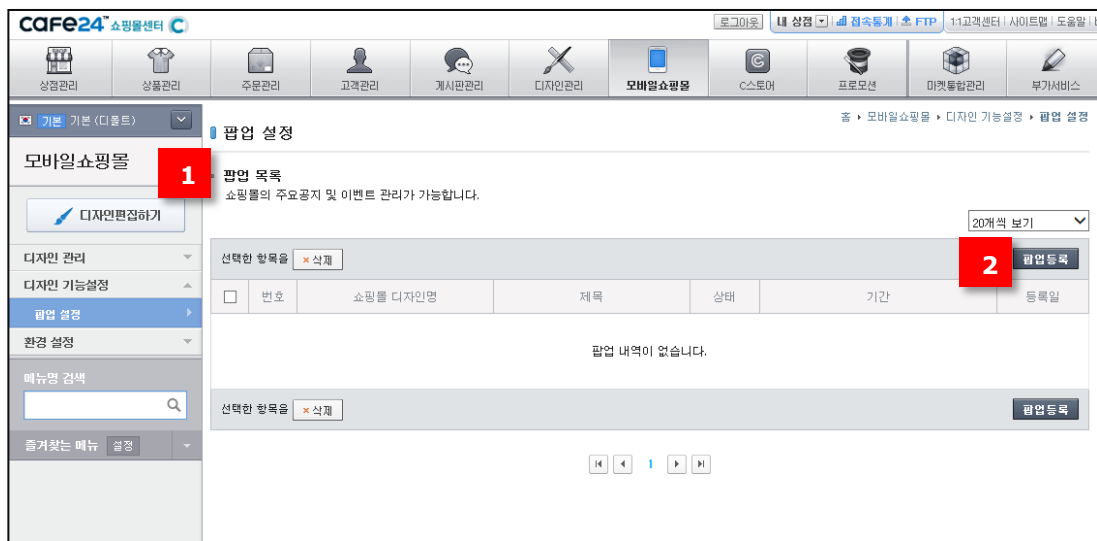 cafe24™ 쇼핑몰센터 C
로그아웃 내 상점 접속통계 FTP 1:1고객센터 사이트맵 도움말
상점관리 상품관리 주문관리 고객관리 게시판관리 디자인관리 모바일쇼핑몰 C스토어 프로모션 마켓통합관리 부가서비스
기본 기본 (디폴트)
홈 모바일쇼핑몰 디자인 기능설정 팝업 설정
팝업 설정
모바일쇼핑몰
1
팝업 목록
쇼핑몰의 주요공지 및 이벤트 관리가 가능합니다.
디자인편집하기
20개씩 보기
디자인 관리
선택한 항목을 × 삭제
2
팝업등록
디자인 기능설정
번호 쇼핑몰 디자인명 제목 상태 기간 등록일
팝업 설정
환경 설정
팝업 내역이 없습니다.
메뉴명 검색
선택한 항목을 × 삭제
팝업등록
즐겨찾는 메뉴 설정
1